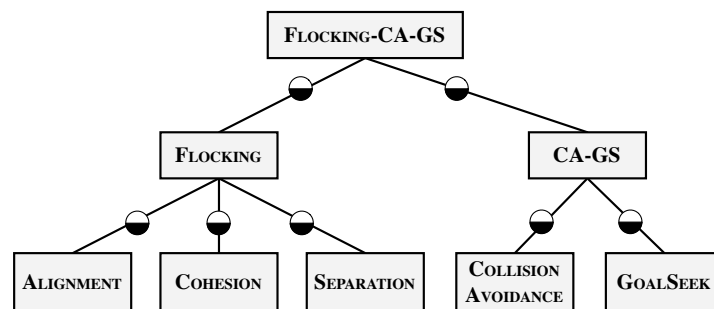 FLOCKING-CA-GS
FLOCKING
CA-GS
ALIGNMENT
COHESION
SEPARATION
COLLISION
AVOIDANCE
GOALSEEK